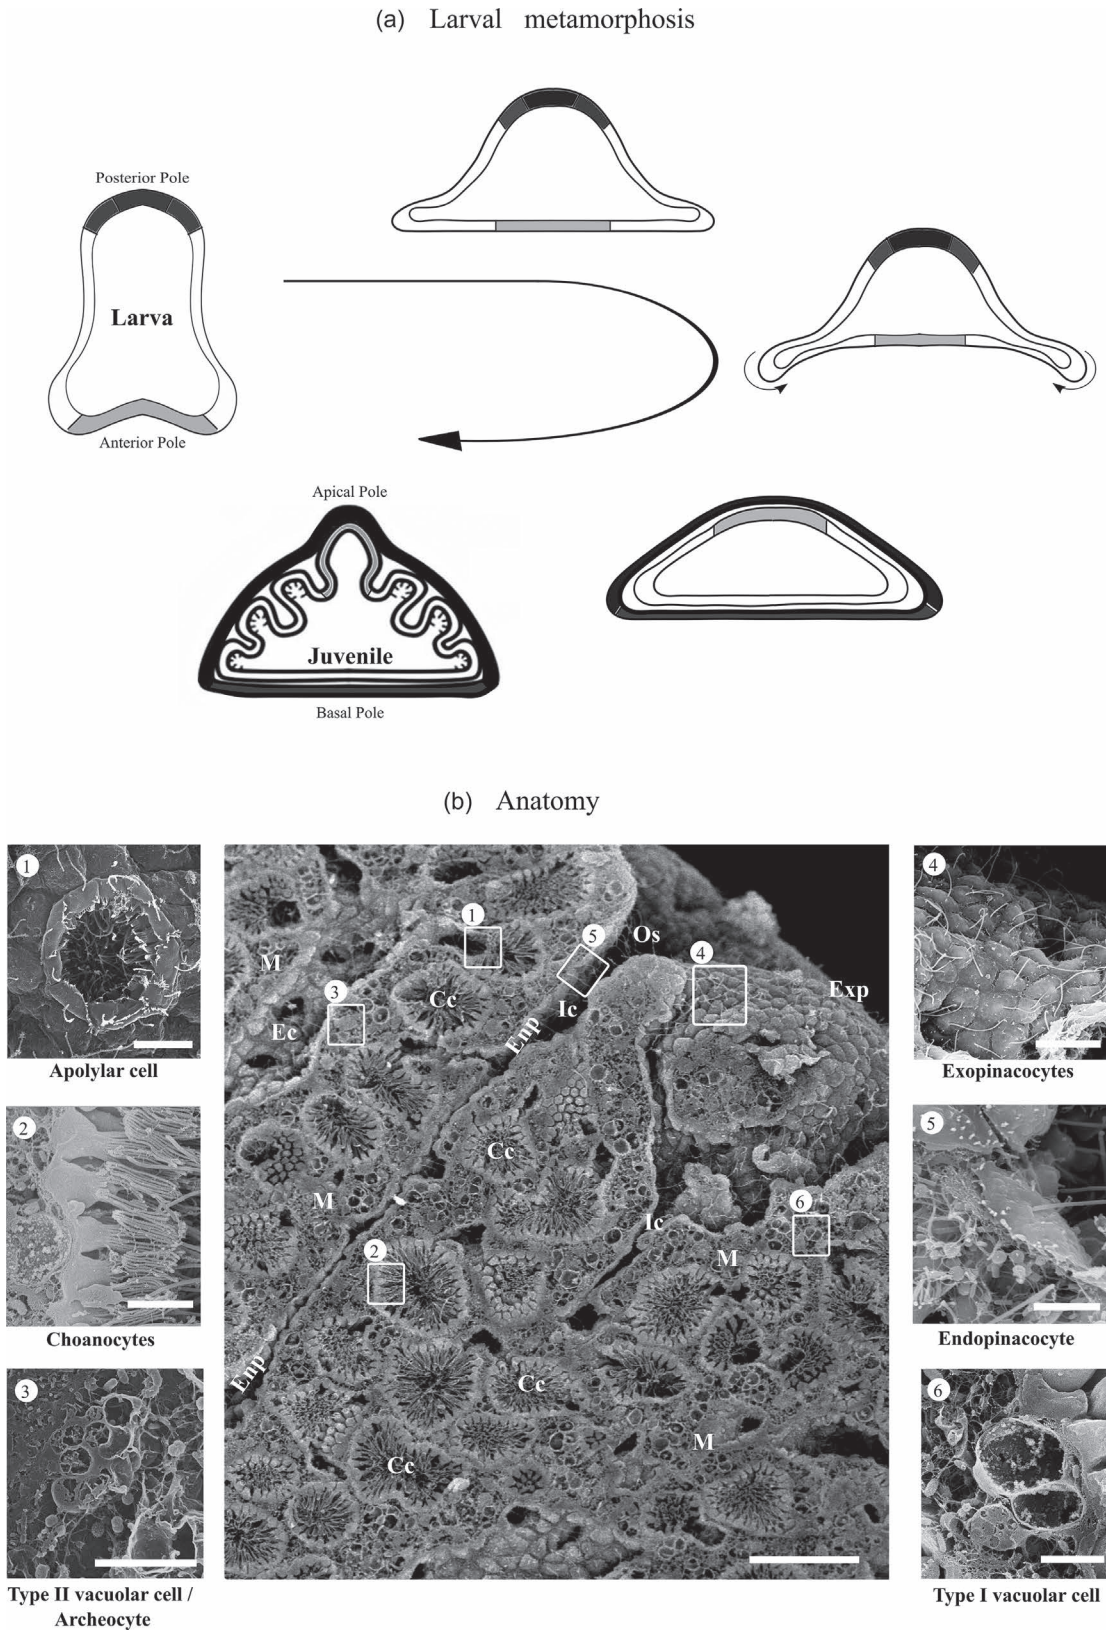 (a) Larval metamorphosis
Posterior Pole
Larva
Anterior Pole
Apical Pole
Juvenile
Basal Pole
(b) Anatomy
1
Apolylar cell
2
Choanocytes
3
Type II vacuolar cell /
Archeocyte
1
5
Os
4
M
3
Cc
Ic
Exp
Ec
Enp
Cc
M
6
Ic
2
M
Enp
Cc
M
Cc
4
Exopinacocytes
5
Endopinacocyte
6
Type I vacuolar cell